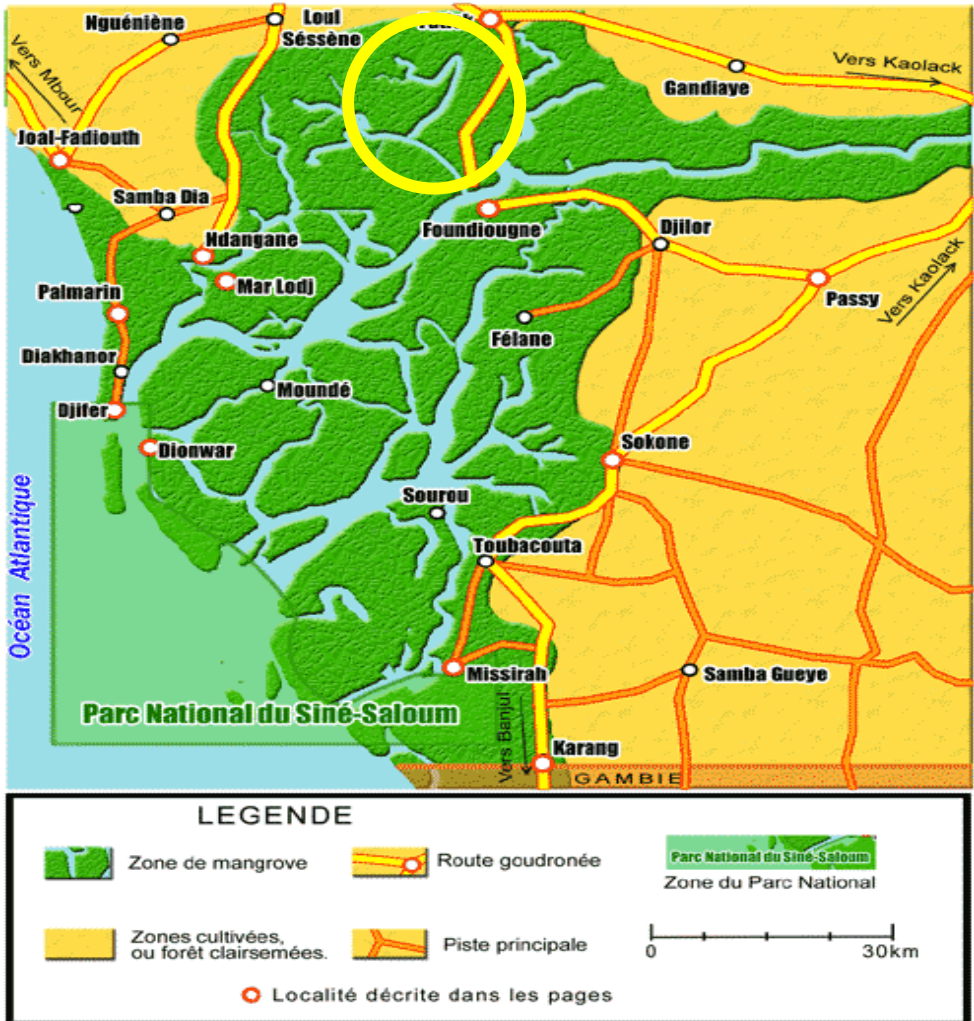 Nguéniène
Loul
Séssène
Vers Mbour
Gandiaye
Vers Kaolack
Joal-Fadiouth
Samba Dia
Ndangane
Foundiougne
Djilor
Mar Lodj
Palmarin
Passy
Vers Kaolack
Félane
Diakhanor
Moundé
Djifer
Dionwar
Sokone
Sourou
Océan Atlantique
Toubacouta
Missirah
Samba Gueye
Parc National du Siné-Saloum
Vers Banjul
Karang
GAMBIE
LEGENDE
Zone de mangrove
Route goudronée
Parc National du Siné-Saloum
Zone du Parc National
Zones cultivées,
ou forêt clairsemées.
Piste principale
0 30km
Localité décrite dans les pages